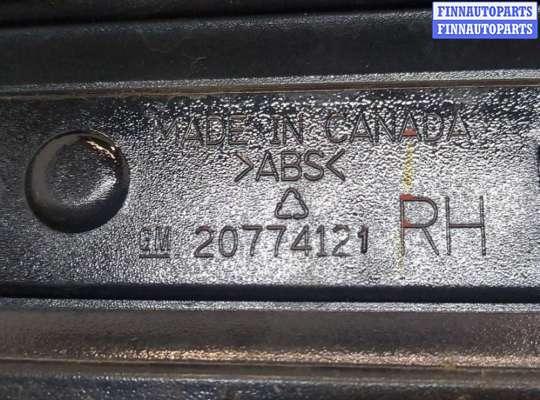 FINNAUTOPARTS
FINNAUTOPARTS
MADE IN CANADA
>ABS<
GM 20774121 RH